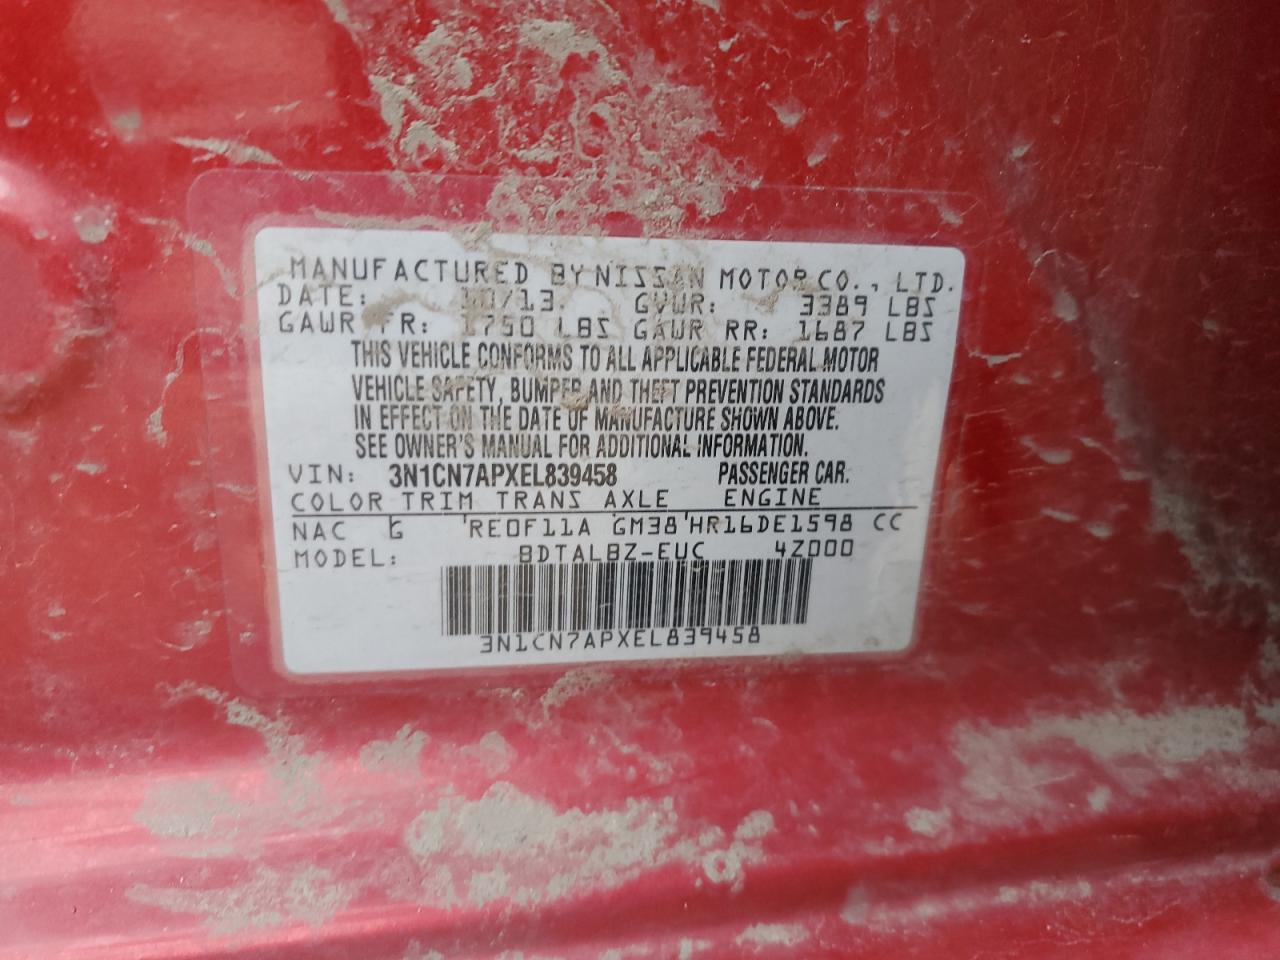 MANUFACTURED BY NISSAN MOTOR CO., LTD.
DATE: 10/13. GVWR: 3389 LBS
GAWR FR: 1750 LBS GAWR RR: 1687 LBS
THIS VEHICLE CONFORMS TO ALL APPLICABLE FEDERAL MOTOR
VEHICLE SAFETY, BUMPER AND THEFT PREVENTION STANDARDS
IN EFFECT ON THE DATE OF MANUFACTURE SHOWN ABOVE.
SEE OWNER'S MANUAL FOR ADDITIONAL INFORMATION.
VIN: 3N1CN7APXEL839458 PASSENGER CAR.
COLOR TRIM TRANS AXLE ENGINE
NAC G RE0F11A GM38 HR16DE1598 CC
MODEL: BDTALBZ-EUC 4Z000
3N1CN7APXEL839458